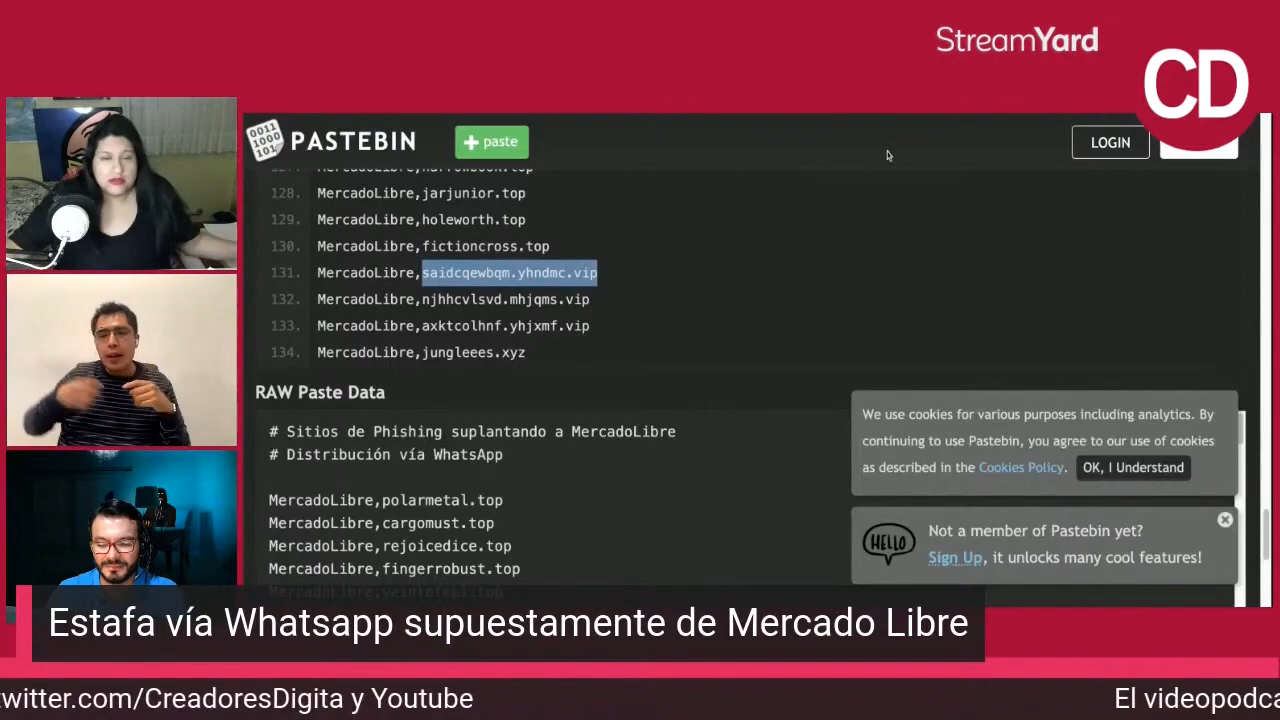 StreamYard
CD
0011
1000
101
PASTEBIN
+ paste
LOGIN
128. MercadoLibre,jarjunior.top
129. MercadoLibre,holeworth.top
130. MercadoLibre,fictioncross.top
131. MercadoLibre,saidcqewbqm.yhndmc.vip
132. MercadoLibre,njhhcvlsvd.mhjqms.vip
133. MercadoLibre,axktcolhnf.yhjxmf.vip
134. MercadoLibre,jungleees.xyz
RAW Paste Data
# Sitios de Phishing suplantando a MercadoLibre
# Distribución vía WhatsApp
MercadoLibre,polarmetal.top
MercadoLibre,cargomust.top
MercadoLibre,rejoicedice.top
MercadoLibre,fingerrobust.top
We use cookies for various purposes including analytics. By
continuing to use Pastebin, you agree to our use of cookies
as described in the Cookies Policy. OK, I Understand
HELLO
Not a member of Pastebin yet?
Sign Up, it unlocks many cool features!
Estafa vía Whatsapp supuestamente de Mercado Libre
twitter.com/CreadoresDigita y Youtube
El videopodca